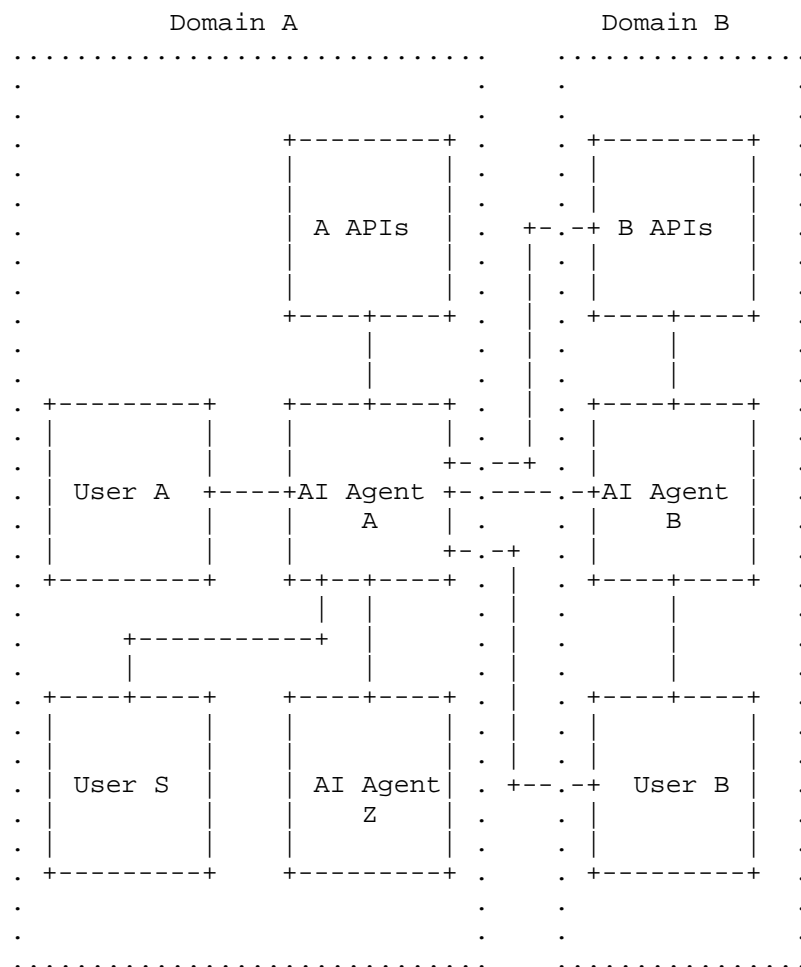 Domain A Domain B
A APIs B APIs
User A AI Agent AI Agent
A B
User S AI Agent User B
Z